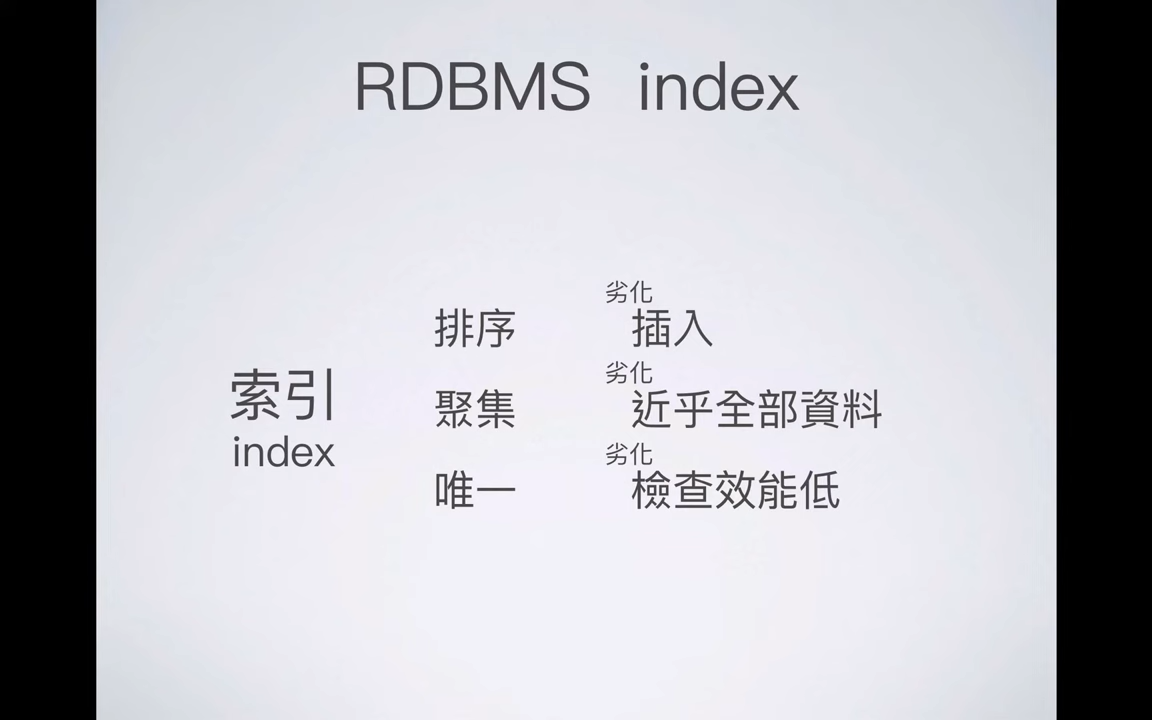 RDBMS index
索引
index
排序
劣化
插入
聚集
劣化
近乎全部資料
唯一
劣化
檢查效能低